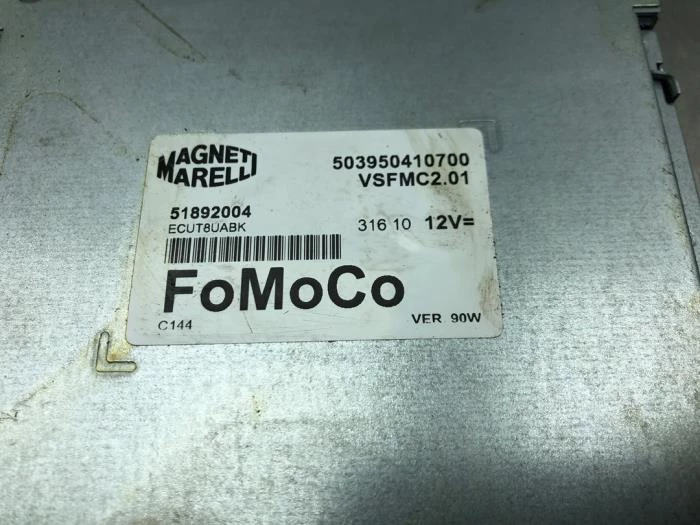 MAGNETI
MARELLI
503950410700
VSFMC2.01
51892004
ECUT8UABK
316 10 12V=
FoMoCo
C144
VER. 90W